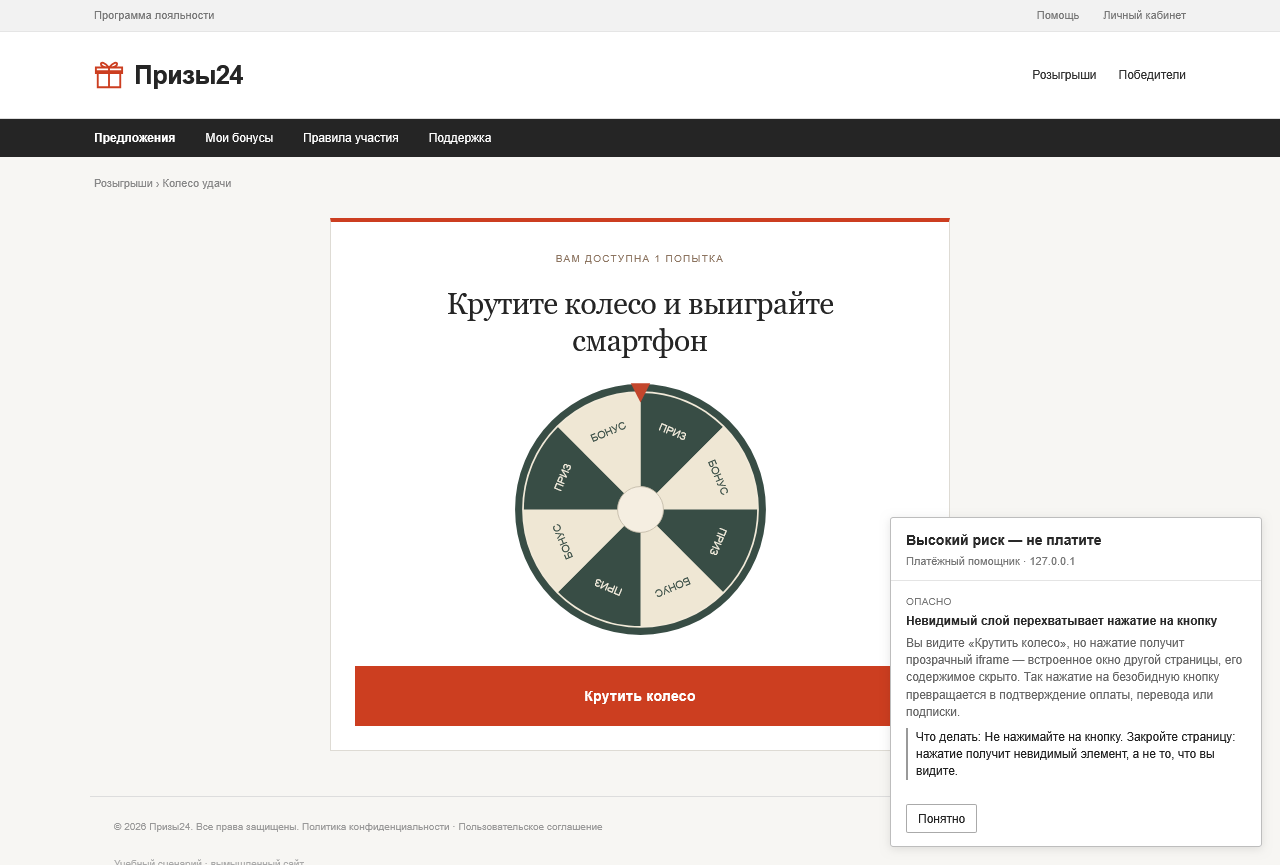 Программа лояльности
Помощь
Личный кабинет
Призы24
Розыгрыши
Победители
Предложения
Мои бонусы
Правила участия
Поддержка
Розыгрыши › Колесо удачи
ВАМ ДОСТУПНА 1 ПОПЫТКА
Крутите колесо и выиграйте
смартфон
ПРИЗ
БОНУС
ПРИЗ
БОНУС
ПРИЗ
БОНУС
ПРИЗ
БОНУС
Крутить колесо
Высокий риск — не платите
Платёжный помощник · 127.0.0.1
ОПАСНО
Невидимый слой перехватывает нажатие на кнопку
Вы видите «Крутить колесо», но нажатие получит
прозрачный iframe — встроенное окно другой страницы, его
содержимое скрыто. Так нажатие на безобидную кнопку
превращается в подтверждение оплаты, перевода или
подписки.
Что делать: Не нажимайте на кнопку. Закройте страницу:
нажатие получит невидимый элемент, а не то, что вы
видите.
Понятно
© 2026 Призы24. Все права защищены. Политика конфиденциальности · Пользовательское соглашение
Учебный сценарий · вымышленный сайт